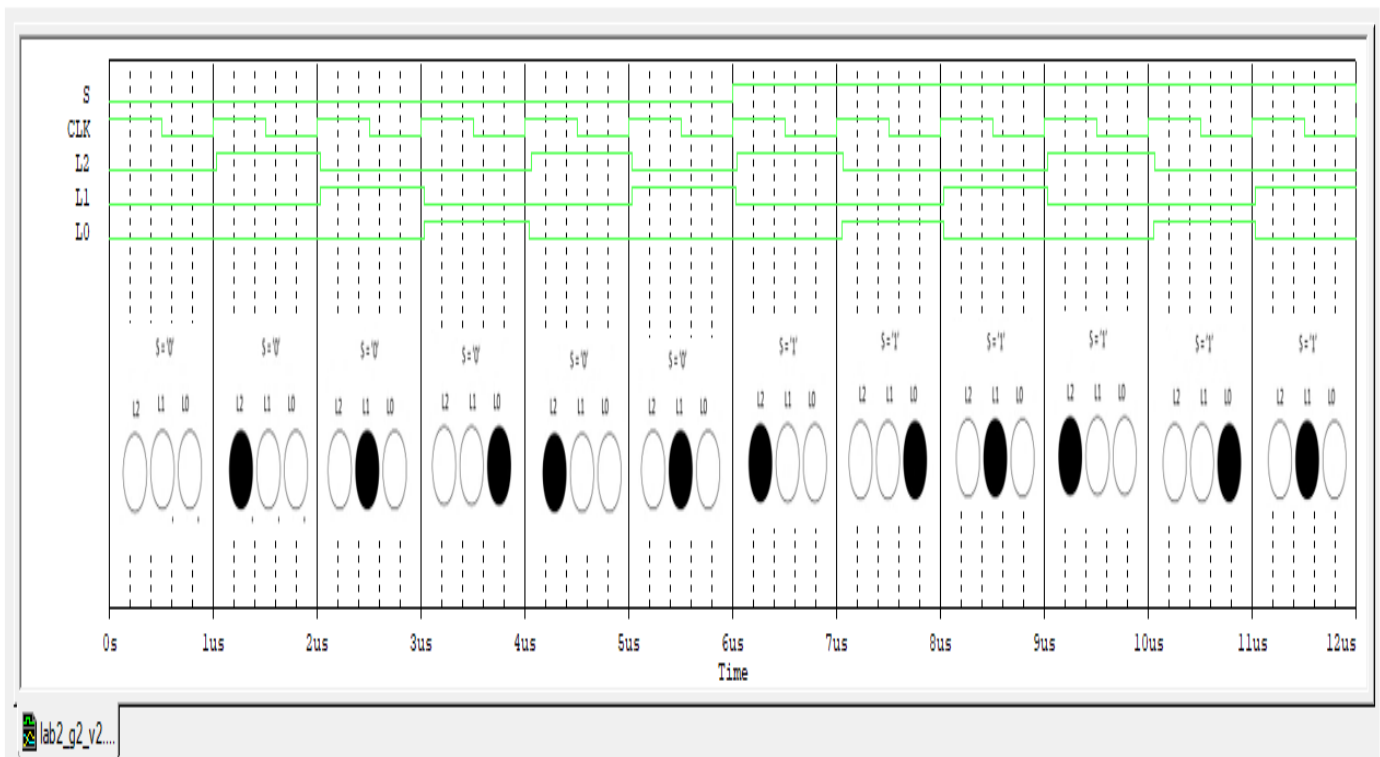 S
CLK
L2
L1
L0
S='0' S='0' S='0' S='0' S='0' S='0' S='1' S='1' S='1' S='1' S='1' S='1'
L2 L1 L0 L2 L1 L0 L2 L1 L0 L2 L1 L0 L2 L1 L0 L2 L1 L0 L2 L1 L0 L2 L1 L0 L2 L1 L0 L2 L1 L0 L2 L1 L0 L2 L1 L0
0s 1us 2us 3us 4us 5us 6us 7us 8us 9us 10us 11us 12us
Time
lab2_g2_v2....